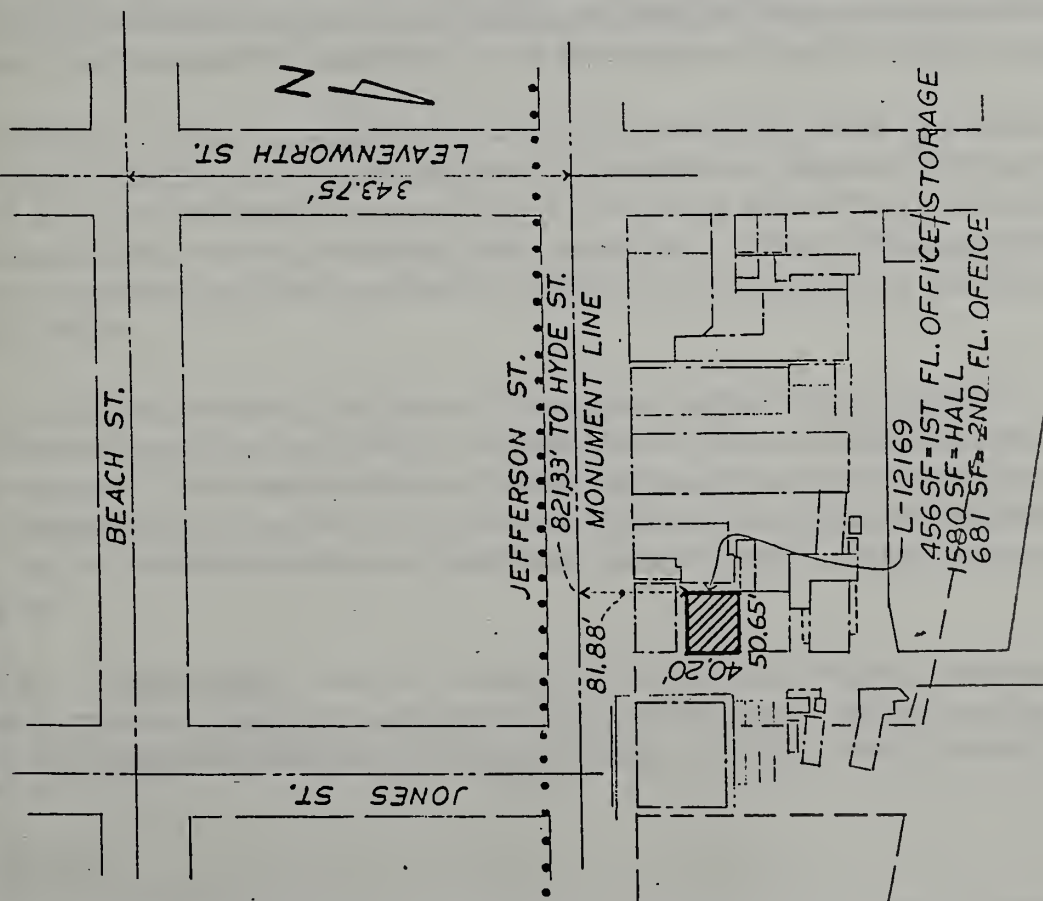 N
LEAVENWORTH ST.
343.75'
BEACH ST.
JEFFERSON ST.
821.33' TO HYDE ST.
MONUMENT LINE
81.88'
40.20'
50.65'
L-12169
456 SF=1ST FL. OFFICE/STORAGE
1580 SF=HALL
681 SF=2ND FL. OFFICE
JONES ST.